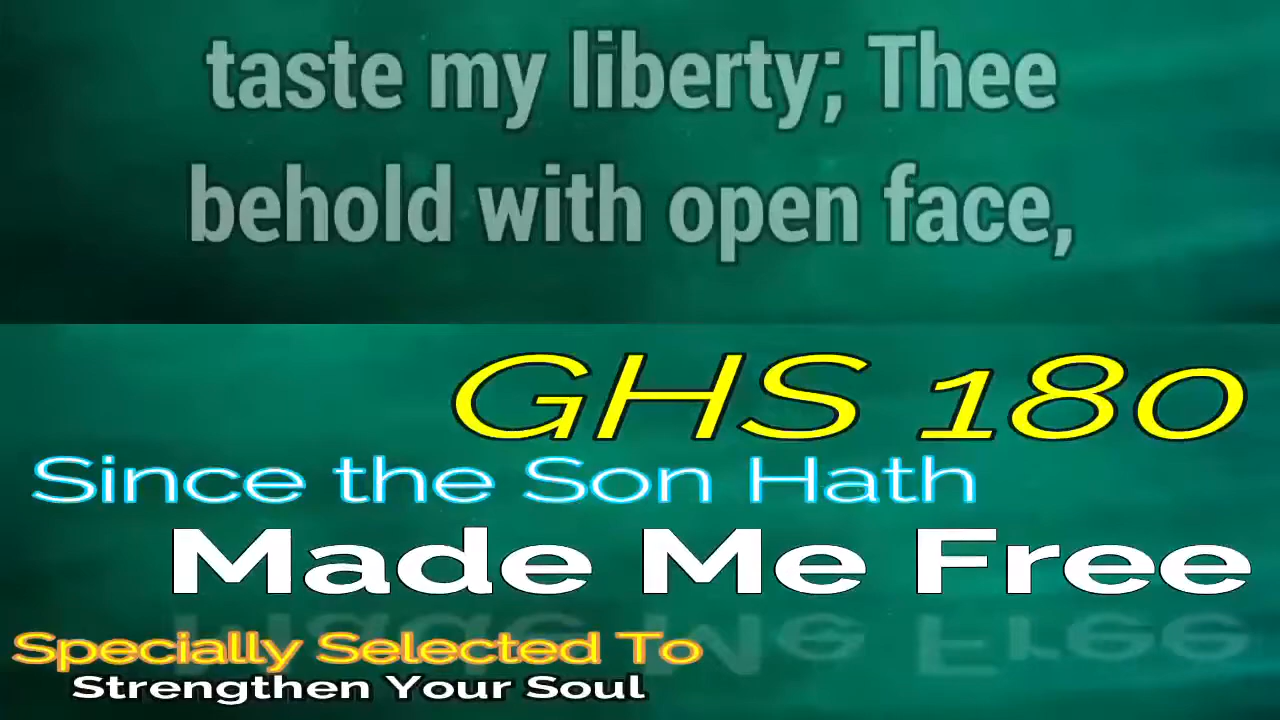 taste my liberty; Thee
behold with open face,
GHS 180
Since the Son Hath
Made Me Free
Specially Selected To
Strengthen Your Soul